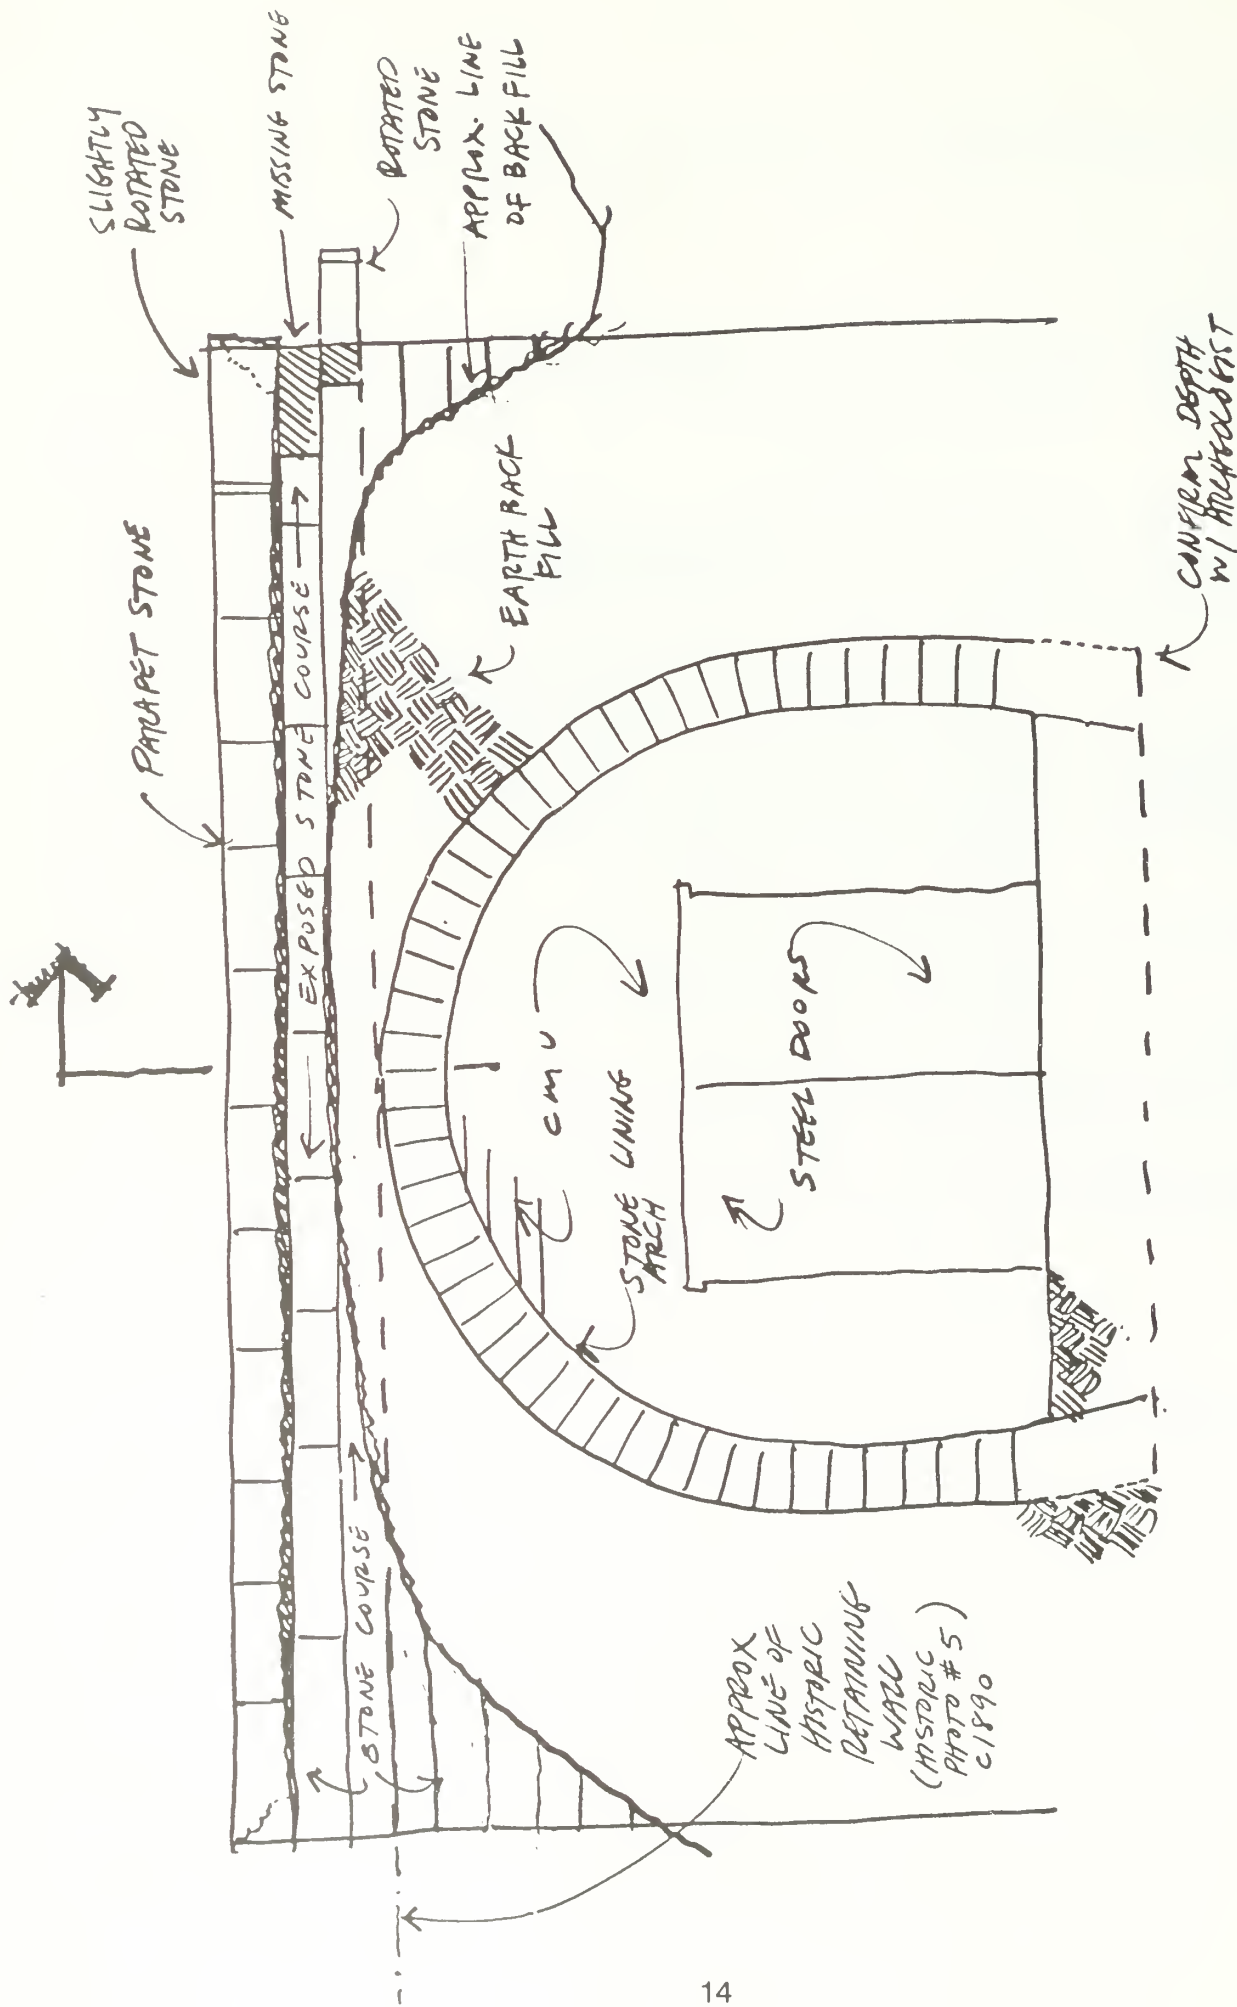 SLIGHTLY
ROTATED
STONE
MISSING STONE
ROTATED
STONE
APPROX. LINE
OF BACK FILL
PARAPET STONE
EXPOSED STONE COURSE
EARTH BACK
FILL
CONFIRM DEPTH
W/ ARCHEOLOGIST
CMU
STONE LINING
ARCH
STEEL DOORS
STONE COURSE
APPROX
LINE OF
HISTORIC
RETAINING
WALL
(HISTORIC
PHOTO #5)
C1890
14